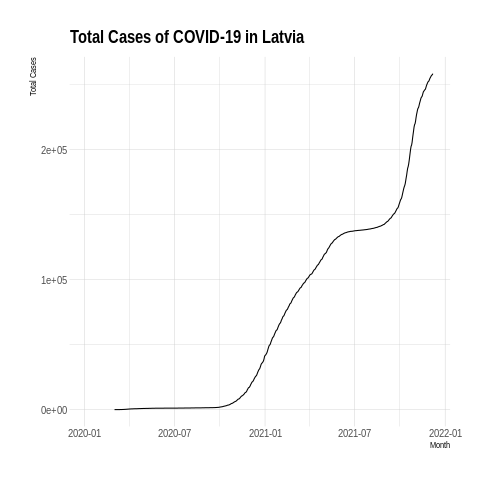 Total Cases of COVID-19 in Latvia
Total Cases
2e+05
1e+05
0e+00
2020-01 2020-07 2021-01 2021-07 2022-01
Month